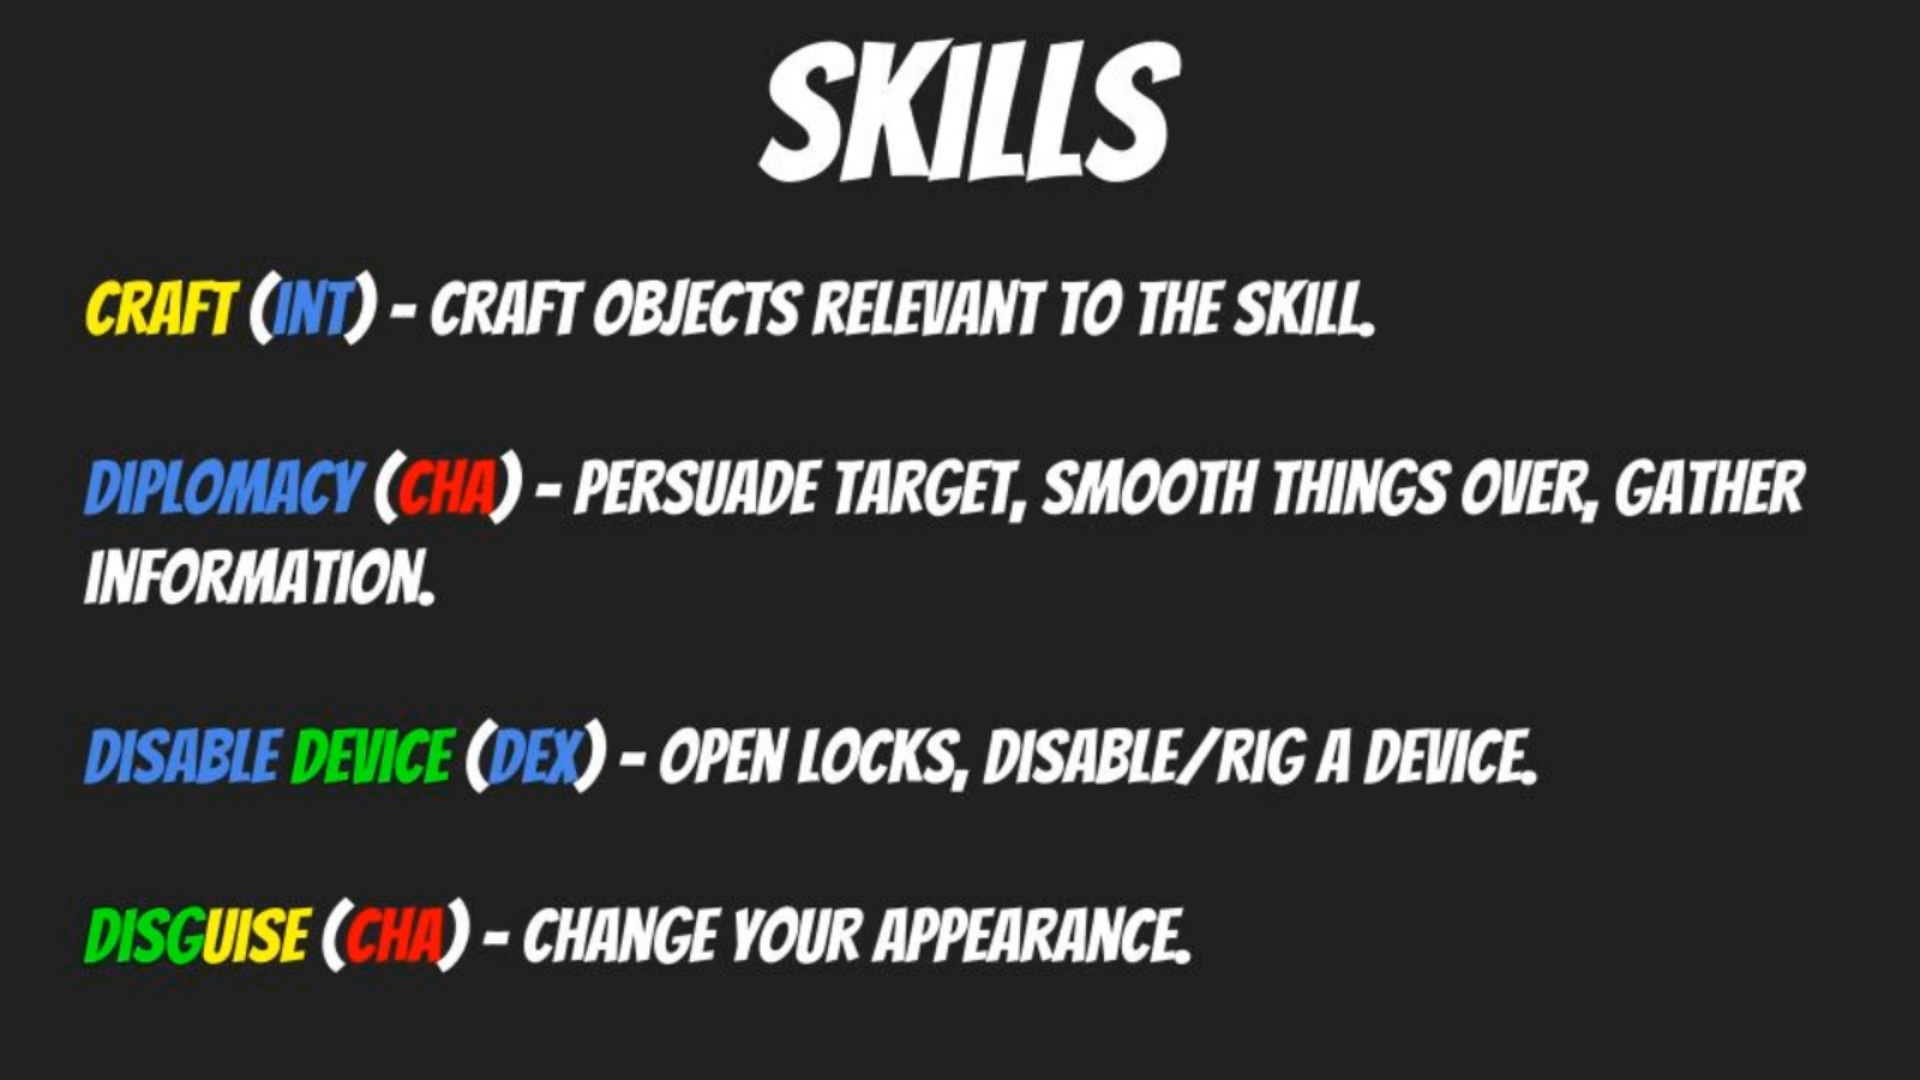 SKILLS
CRAFT (INT) - CRAFT OBJECTS RELEVANT TO THE SKILL.
DIPLOMACY (CHA) - PERSUADE TARGET, SMOOTH THINGS OVER, GATHER
INFORMATION.
DISABLE DEVICE (DEX) - OPEN LOCKS, DISABLE/RIG A DEVICE.
DISGUISE (CHA) - CHANGE YOUR APPEARANCE.